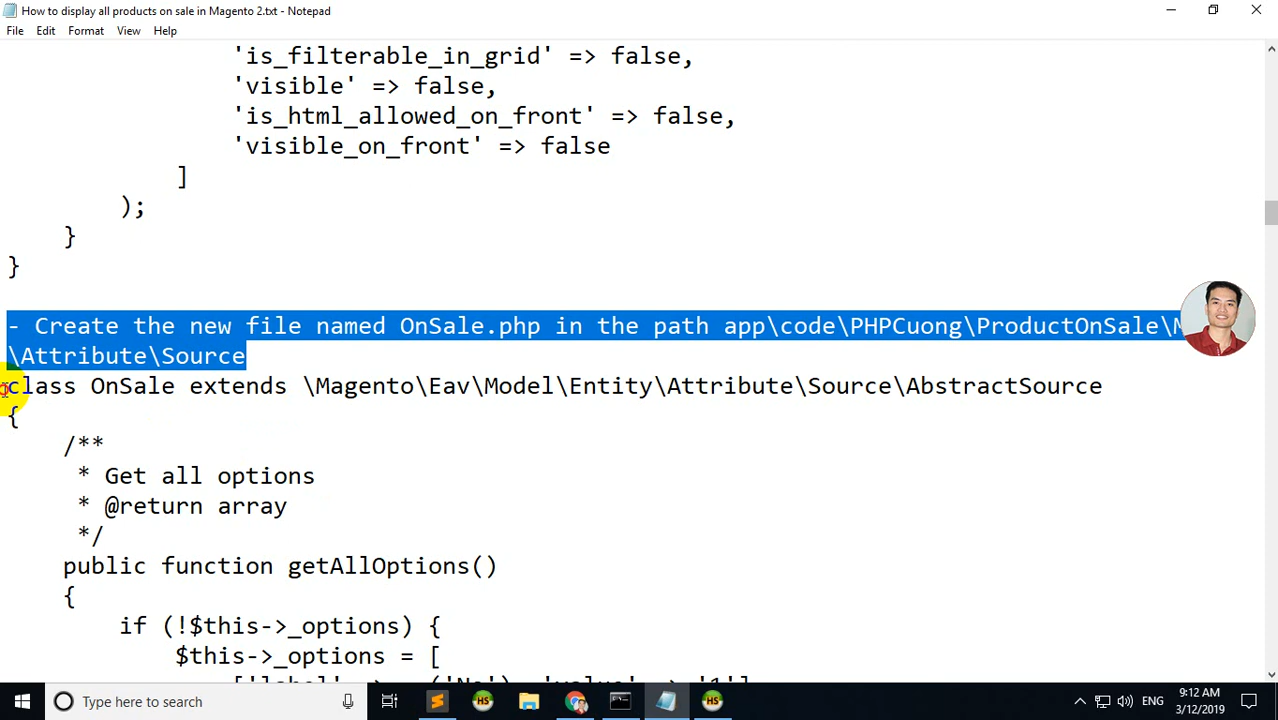 How to display all products on sale in Magento 2.txt - Notepad
File Edit Format View Help
'is_filterable_in_grid' => false,
'visible' => false,
'is_html_allowed_on_front' => false,
'visible_on_front' => false
]
);
}
}
- Create the new file named OnSale.php in the path app\code\PHPCuong\ProductOnSale\
\Attribute\Source
class OnSale extends \Magento\Eav\Model\Entity\Attribute\Source\AbstractSource
{
/**
* Get all options
* @return array
*/
public function getAllOptions()
{
if (!$this->_options) {
$this->_options = [
Type here to search
ENG
9:12 AM
3/12/2019